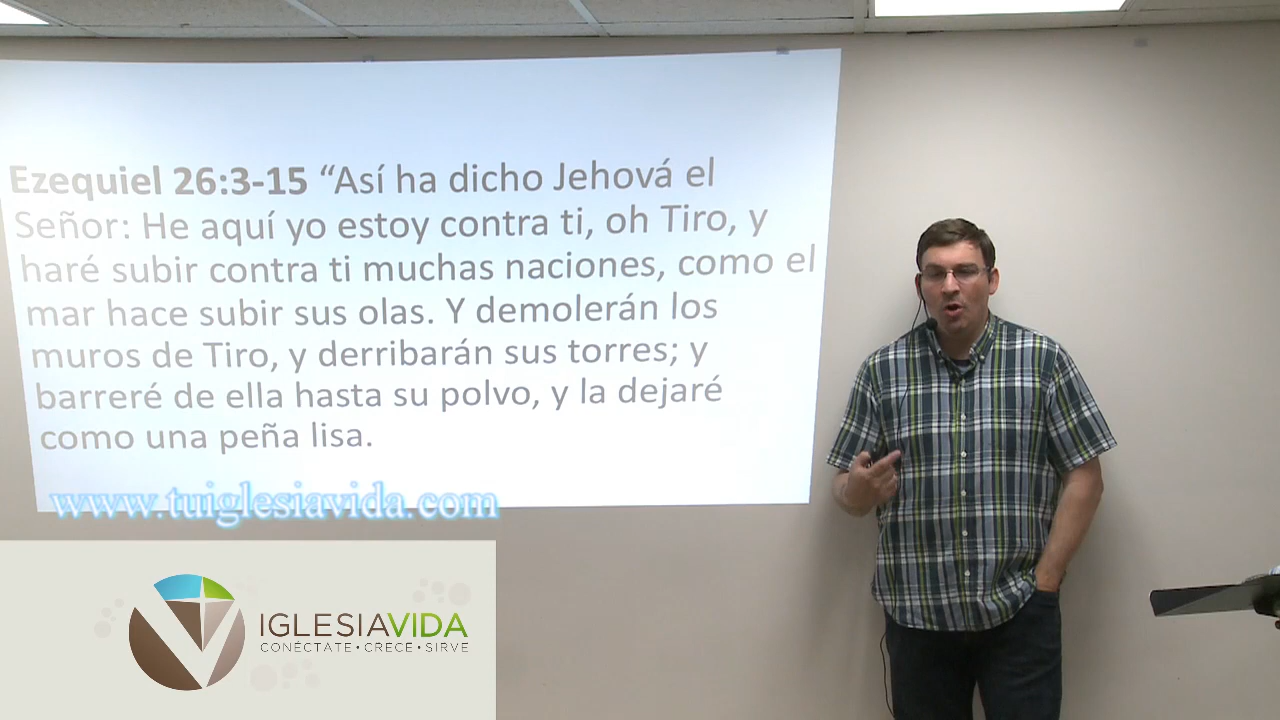 Ezequiel 26:3-15 “Así ha dicho Jehová el
Señor: He aquí yo estoy contra ti, oh Tiro, y
haré subir contra ti muchas naciones, como el
mar hace subir sus olas. Y demolerán los
muros de Tiro, y derribarán sus torres; y
barreré de ella hasta su polvo, y la dejaré
como una peña lisa.
www.tuiglesiavida.com
IGLESIAVIDA
CONÉCTATE • CRECE • SIRVE